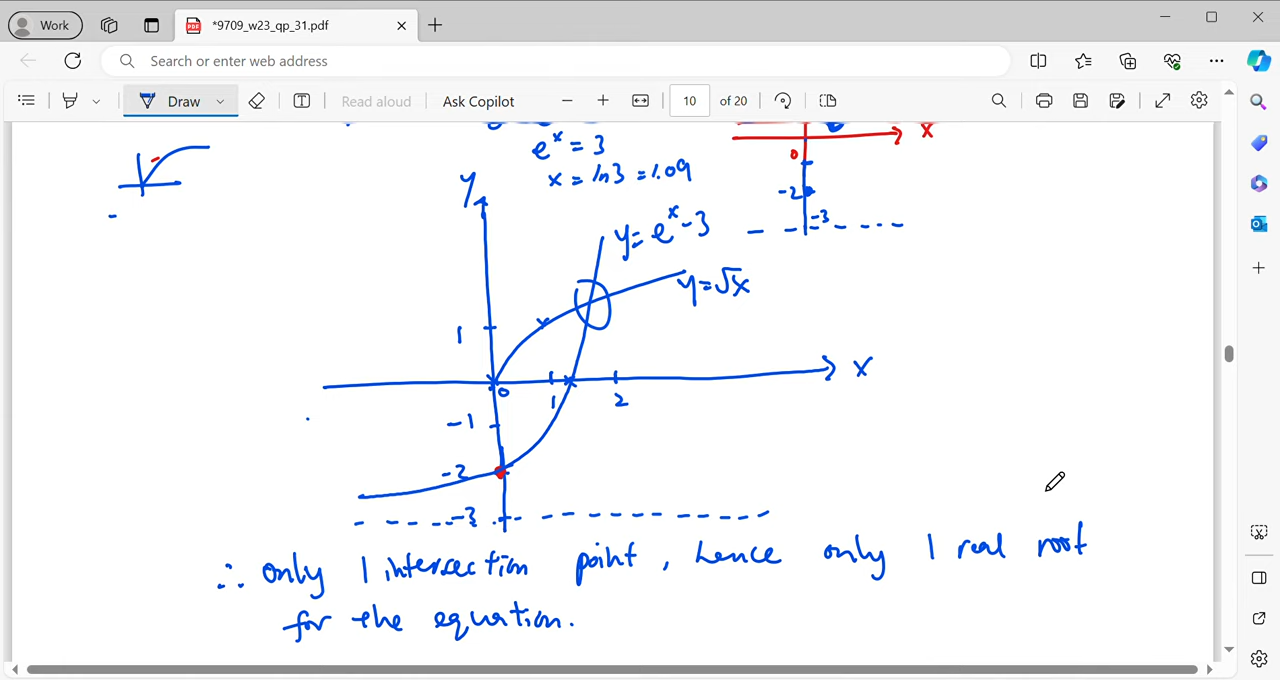 Work
*9709_w23_qp_31.pdf
Search or enter web address
Draw
Read aloud
Ask Copilot
10
of 20
e^x = 3
x = ln3 = 1.09
x
0
-2
-3
y
y = e^x - 3
y = √x
1
0
1
2
x
-1
-2
-3
∴ only 1 intersection point, hence only 1 real root
for the equation.